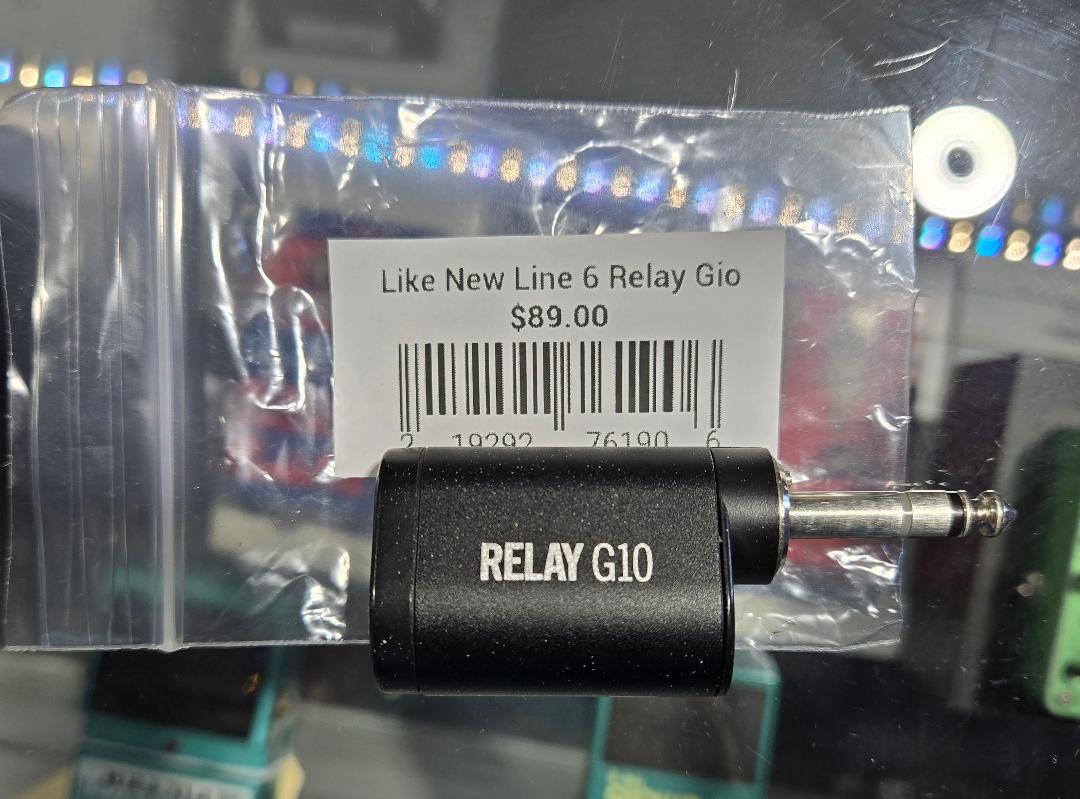 Like New Line 6 Relay Gio
$89.00
2 19292 76190 6
RELAY G10